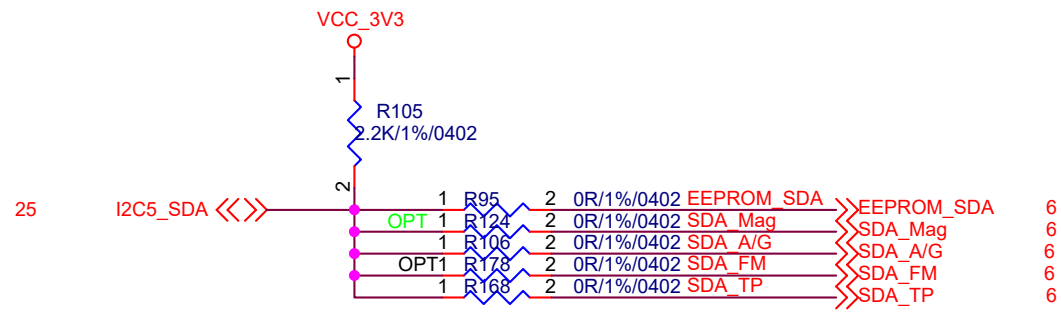 VCC_3V3
1
R105
2.2K/1%/0402
2
25 I2C5_SDA 1 R95 2 0R/1%/0402 EEPROM_SDA EEPROM_SDA 6
OPT 1 R124 2 0R/1%/0402 SDA_Mag SDA_Mag 6
1 R106 2 0R/1%/0402 SDA_A/G SDA_A/G 6
OPT1 R178 2 0R/1%/0402 SDA_FM SDA_FM 6
1 R168 2 0R/1%/0402 SDA_TP SDA_TP 6